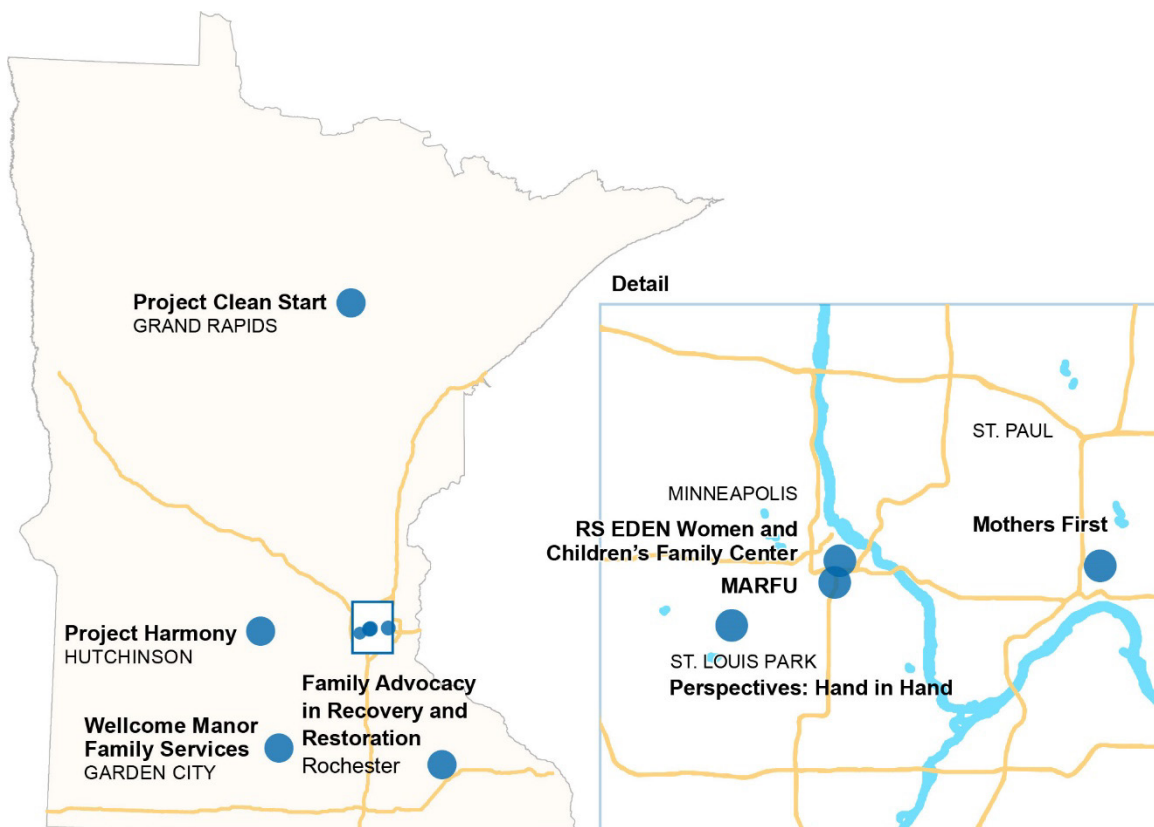 Project Clean Start
GRAND RAPIDS
Project Harmony
HUTCHINSON
Wellcome Manor
Family Services
GARDEN CITY
Family Advocacy
in Recovery and
Restoration
Rochester
Detail
ST. PAUL
MINNEAPOLIS
RS EDEN Women and
Children’s Family Center
MARFU
Mothers First
ST. LOUIS PARK
Perspectives: Hand in Hand